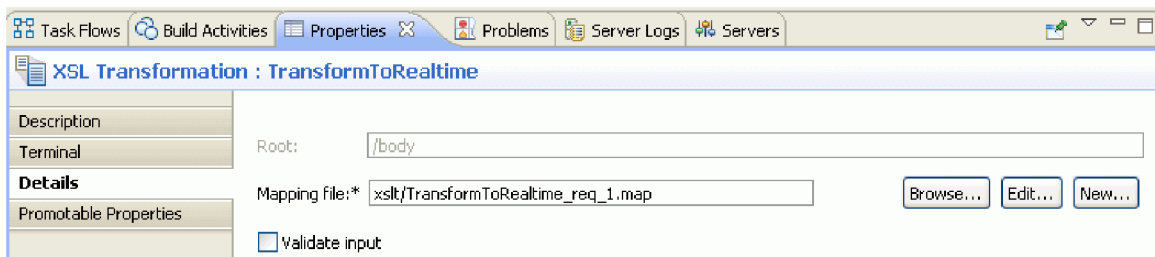 Task Flows Build Activities Properties Problems Server Logs Servers
XSL Transformation : TransformToRealtime
Description
Terminal
Details
Promotable Properties
Root: /body
Mapping file:* xslt/TransformToRealtime_req_1.map Browse... Edit... New...
Validate input